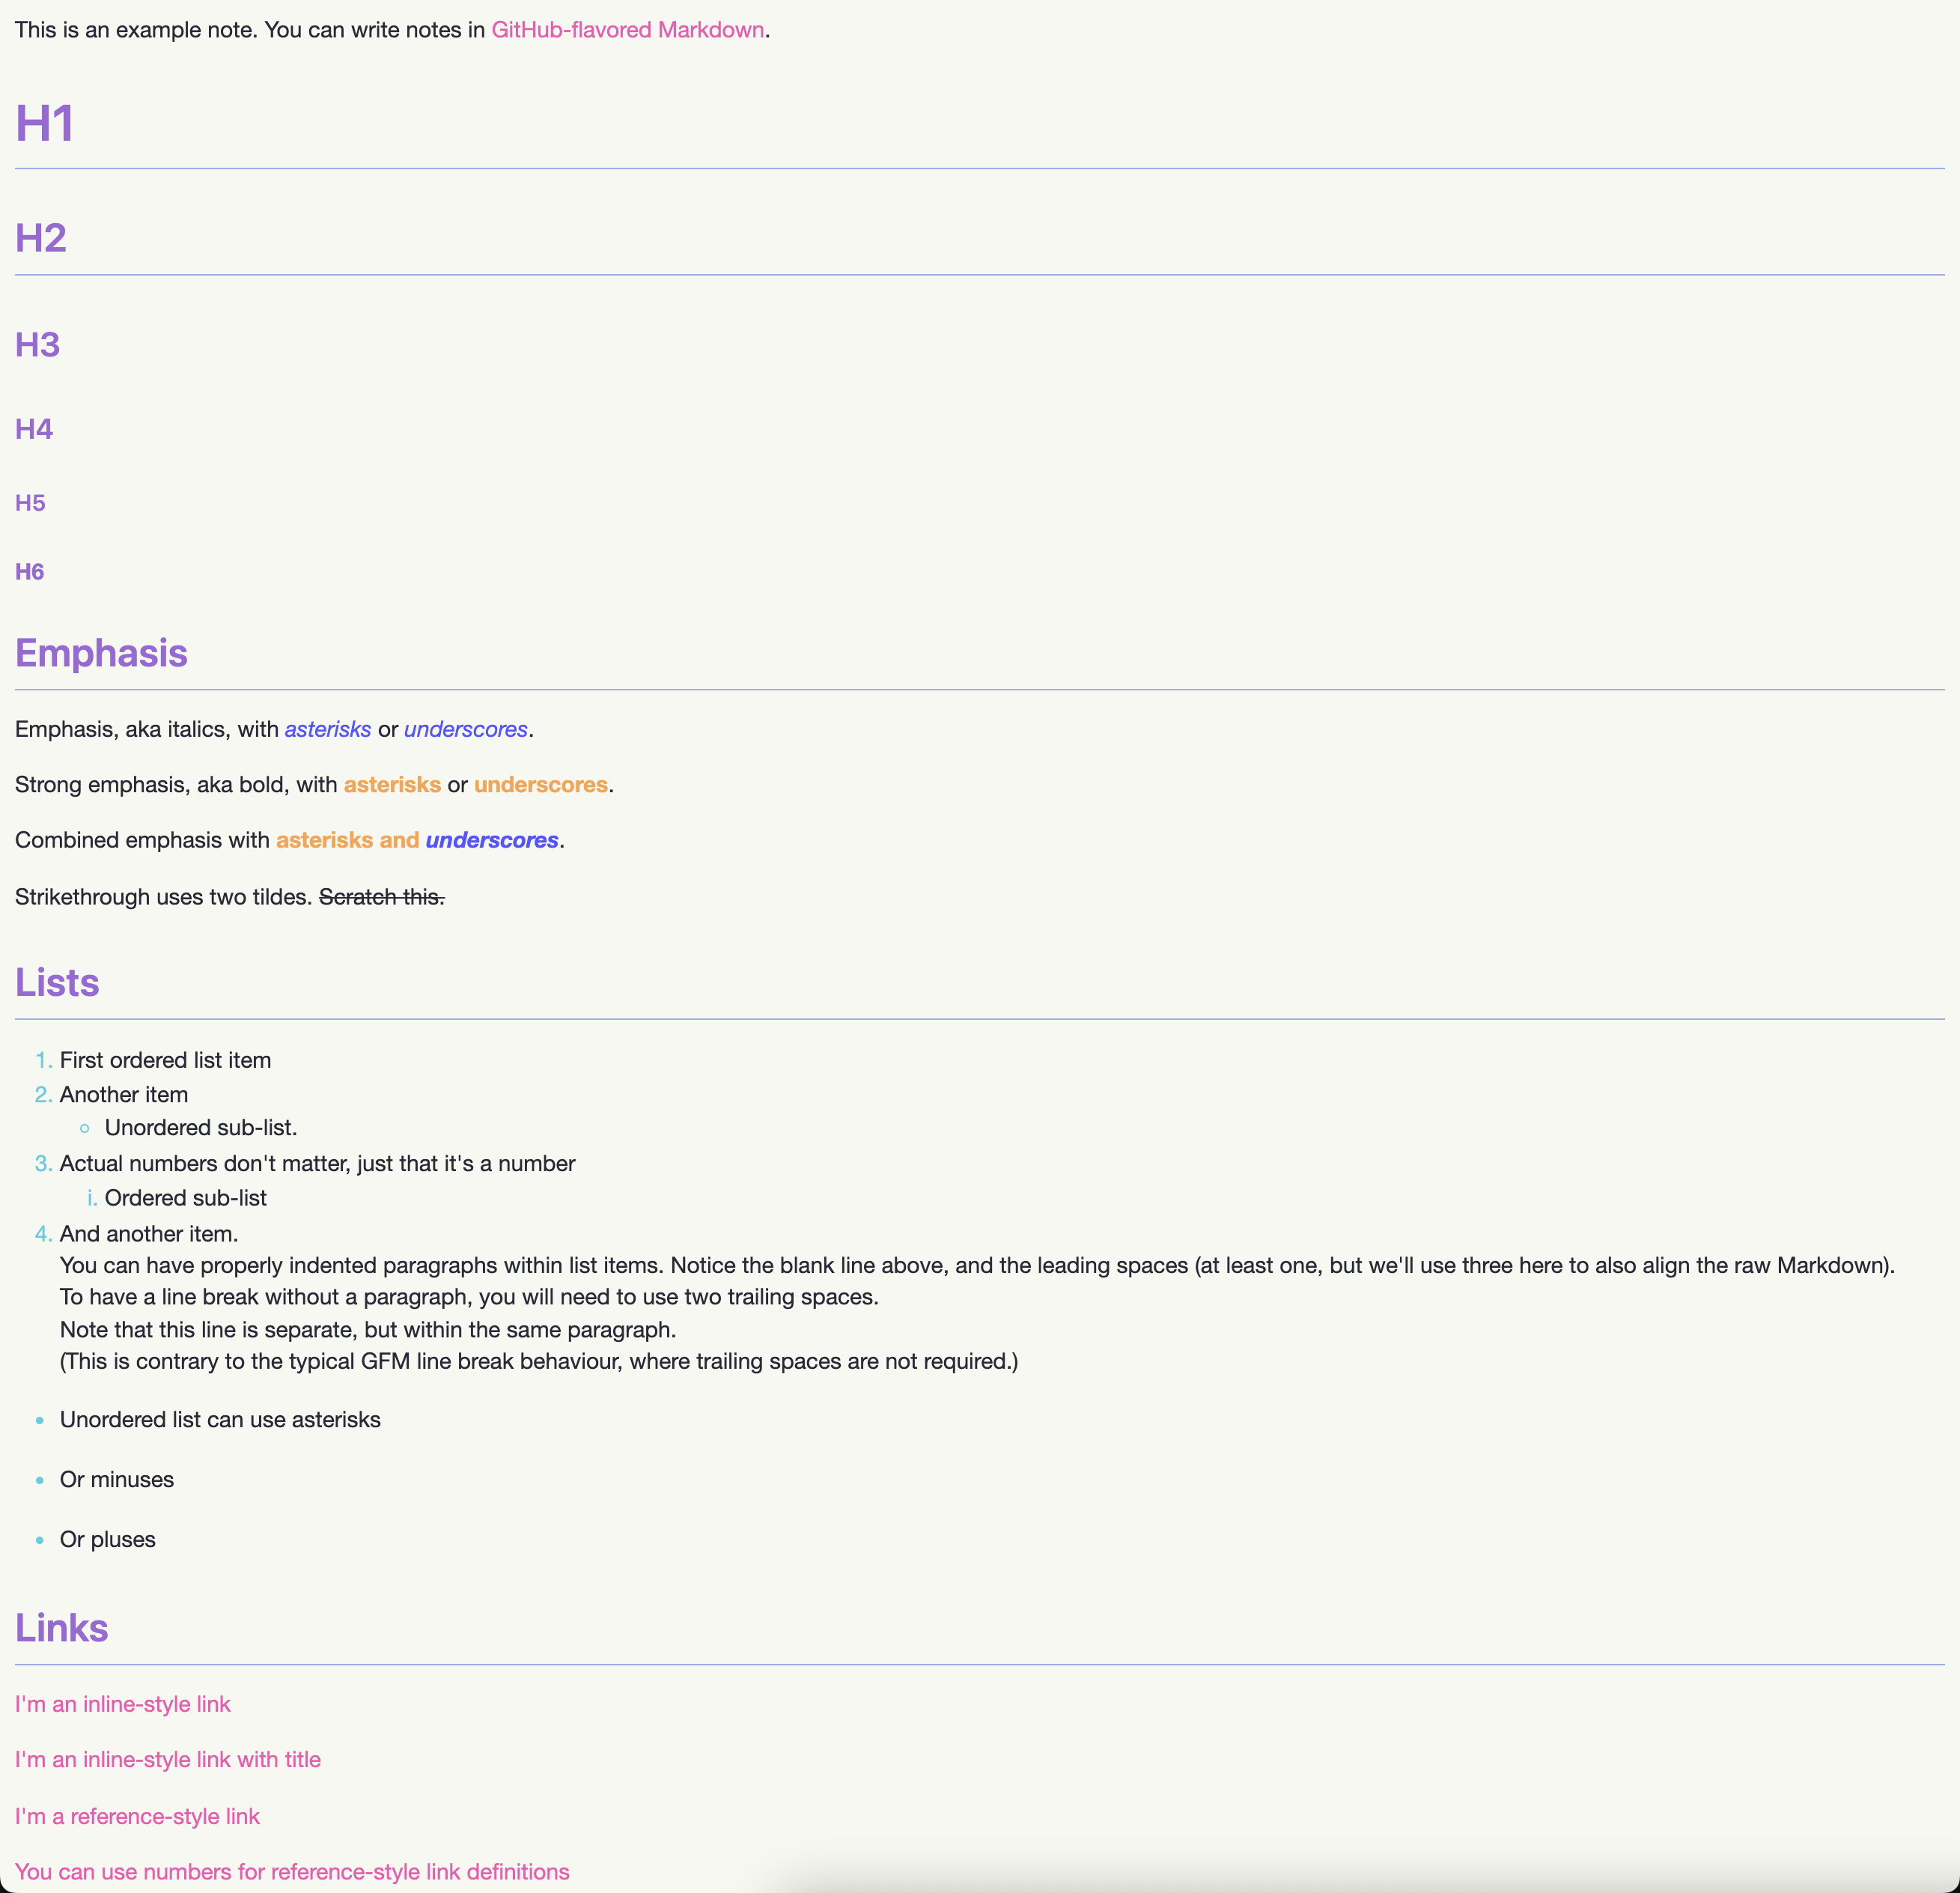 This is an example note. You can write notes in GitHub-flavored Markdown.
H1
H2
H3
H4
H5
H6
Emphasis
Emphasis, aka italics, with asterisks or underscores.
Strong emphasis, aka bold, with asterisks or underscores.
Combined emphasis with asterisks and underscores.
Strikethrough uses two tildes. Scratch this.
Lists
1. First ordered list item
2. Another item
◦ Unordered sub-list.
3. Actual numbers don't matter, just that it's a number
i. Ordered sub-list
4. And another item.
You can have properly indented paragraphs within list items. Notice the blank line above, and the leading spaces (at least one, but we'll use three here to also align the raw Markdown).
To have a line break without a paragraph, you will need to use two trailing spaces.
Note that this line is separate, but within the same paragraph.
(This is contrary to the typical GFM line break behaviour, where trailing spaces are not required.)
• Unordered list can use asterisks
• Or minuses
• Or pluses
Links
I'm an inline-style link
I'm an inline-style link with title
I'm a reference-style link
You can use numbers for reference-style link definitions